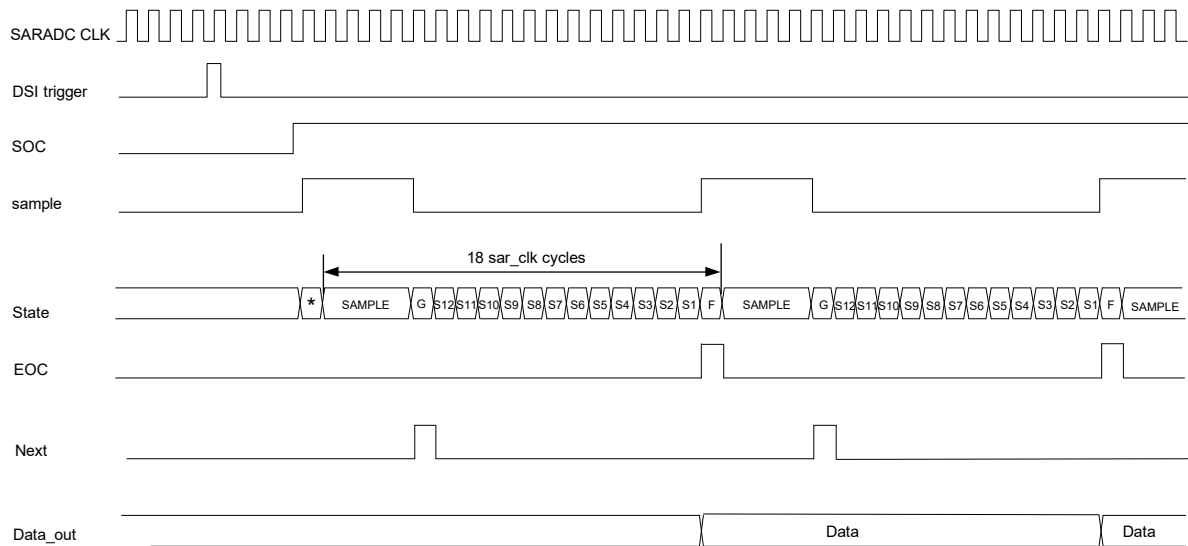 SARADC CLK
DSI trigger
SOC
sample
18 sar_clk cycles
State * SAMPLE G S12 S11 S10 S9 S8 S7 S6 S5 S4 S3 S2 S1 F SAMPLE G S12 S11 S10 S9 S8 S7 S6 S5 S4 S3 S2 S1 F SAMPLE
EOC
Next
Data_out Data Data